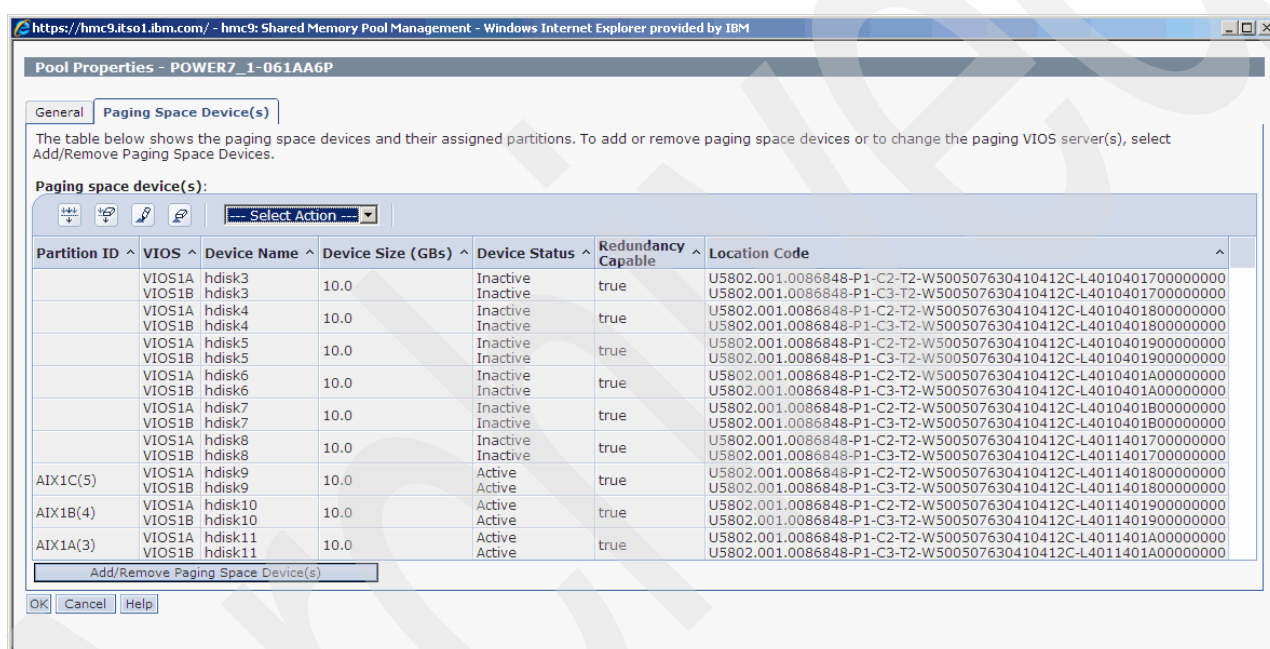 https://hmc9.itso1.ibm.com/ - hmc9: Shared Memory Pool Management - Windows Internet Explorer provided by IBM
Pool Properties - POWER7_1-061AA6P
General Paging Space Device(s)
The table below shows the paging space devices and their assigned partitions. To add or remove paging space devices or to change the paging VIOS server(s), select
Add/Remove Paging Space Devices.
Paging space device(s):
--- Select Action ---
Partition ID ^ VIOS ^ Device Name ^ Device Size (GBs) ^ Device Status ^ Redundancy Capable ^ Location Code ^
VIOS1A hdisk3 10.0 Inactive true U5802.001.0086848-P1-C2-T2-W500507630410412C-L4010401700000000
VIOS1B hdisk3 Inactive U5802.001.0086848-P1-C3-T2-W500507630410412C-L4010401700000000
VIOS1A hdisk4 10.0 Inactive true U5802.001.0086848-P1-C2-T2-W500507630410412C-L4010401800000000
VIOS1B hdisk4 Inactive U5802.001.0086848-P1-C3-T2-W500507630410412C-L4010401800000000
VIOS1A hdisk5 10.0 Inactive true U5802.001.0086848-P1-C2-T2-W500507630410412C-L4010401900000000
VIOS1B hdisk5 Inactive U5802.001.0086848-P1-C3-T2-W500507630410412C-L4010401900000000
VIOS1A hdisk6 10.0 Inactive true U5802.001.0086848-P1-C2-T2-W500507630410412C-L4010401A00000000
VIOS1B hdisk6 Inactive U5802.001.0086848-P1-C3-T2-W500507630410412C-L4010401A00000000
VIOS1A hdisk7 10.0 Inactive true U5802.001.0086848-P1-C2-T2-W500507630410412C-L4010401B00000000
VIOS1B hdisk7 Inactive U5802.001.0086848-P1-C3-T2-W500507630410412C-L4010401B00000000
VIOS1A hdisk8 10.0 Inactive true U5802.001.0086848-P1-C2-T2-W500507630410412C-L4011401700000000
VIOS1B hdisk8 Inactive U5802.001.0086848-P1-C3-T2-W500507630410412C-L4011401700000000
AIX1C(5) VIOS1A hdisk9 10.0 Active true U5802.001.0086848-P1-C2-T2-W500507630410412C-L4011401800000000
VIOS1B hdisk9 Active U5802.001.0086848-P1-C3-T2-W500507630410412C-L4011401800000000
AIX1B(4) VIOS1A hdisk10 10.0 Active true U5802.001.0086848-P1-C2-T2-W500507630410412C-L4011401900000000
VIOS1B hdisk10 Active U5802.001.0086848-P1-C3-T2-W500507630410412C-L4011401900000000
AIX1A(3) VIOS1A hdisk11 10.0 Active true U5802.001.0086848-P1-C2-T2-W500507630410412C-L4011401A00000000
VIOS1B hdisk11 Active U5802.001.0086848-P1-C3-T2-W500507630410412C-L4011401A00000000
Add/Remove Paging Space Device(s)
OK Cancel Help